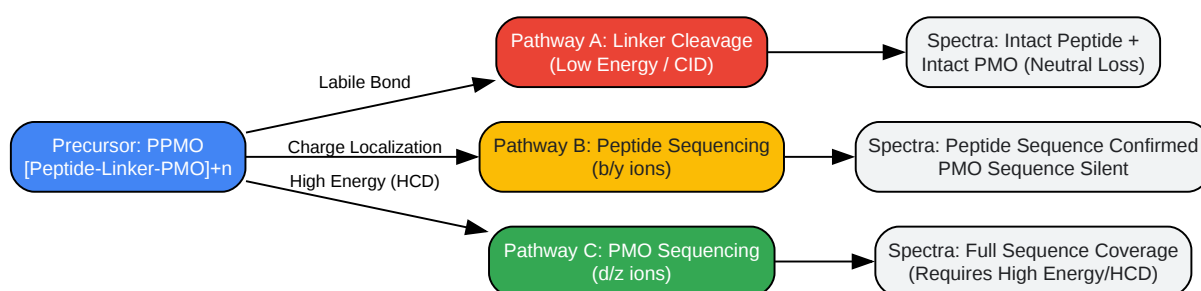 Precursor: PPMO
[Peptide-Linker-PMO]+n
Labile Bond
Charge Localization
High Energy (HCD)
Pathway A: Linker Cleavage
(Low Energy / CID)
Spectra: Intact Peptide +
Intact PMO (Neutral Loss)
Pathway B: Peptide Sequencing
(b/y ions)
Spectra: Peptide Sequence Confirmed
PMO Sequence Silent
Pathway C: PMO Sequencing
(d/z ions)
Spectra: Full Sequence Coverage
(Requires High Energy/HCD)